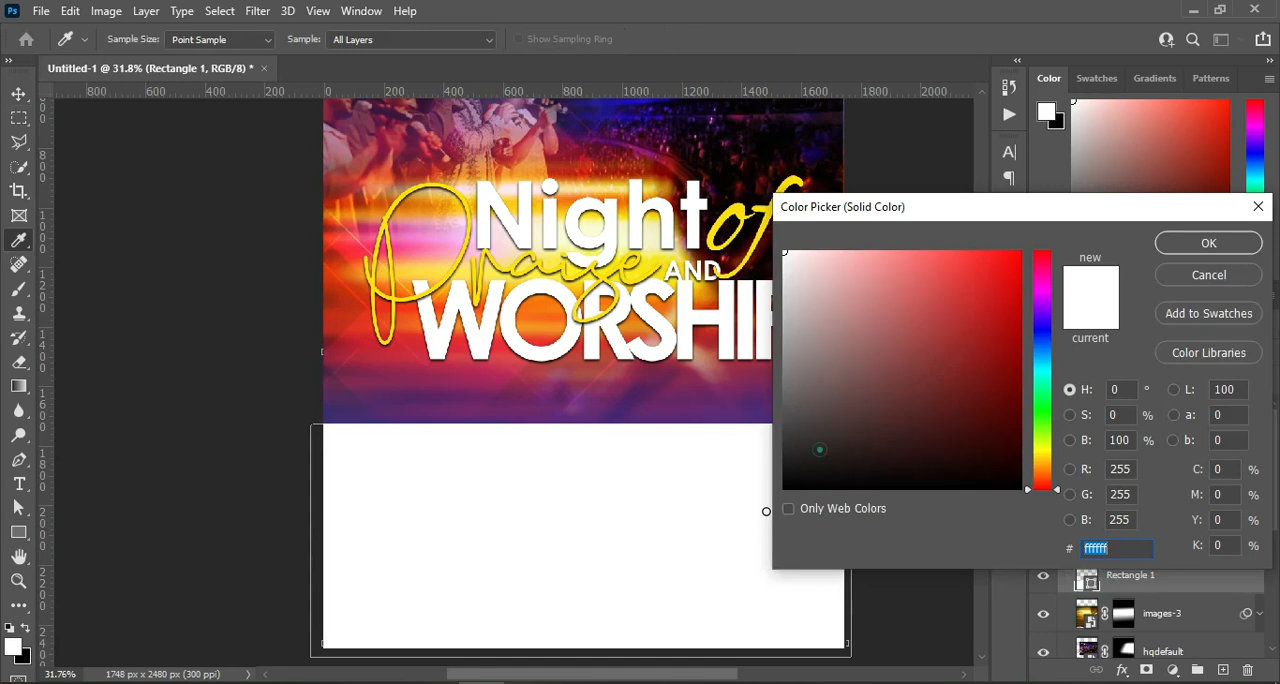 Ps File Edit Image Layer Type Select Filter 3D View Window Help
Sample Size: Point Sample Sample: All Layers Show Sampling Ring
Untitled-1 @ 31.8% (Rectangle 1, RGB/8) * ×
Color Swatches Gradients Patterns
800 600 400 200 0 200 400 600 800 1000 1200 1400 1600 1800 2000
Night of
Praise AND
WORSHIP
Color Picker (Solid Color)
new
current
OK
Cancel
Add to Swatches
Color Libraries
H: 0 ° L: 100
S: 0 % a: 0
B: 100 % b: 0
R: 255 C: 0 %
G: 255 M: 0 %
B: 255 Y: 0 %
# ffffff K: 0 %
Only Web Colors
Rectangle 1
images-3
hqdefault
31.76% 1748 px x 2480 px (300 ppi)